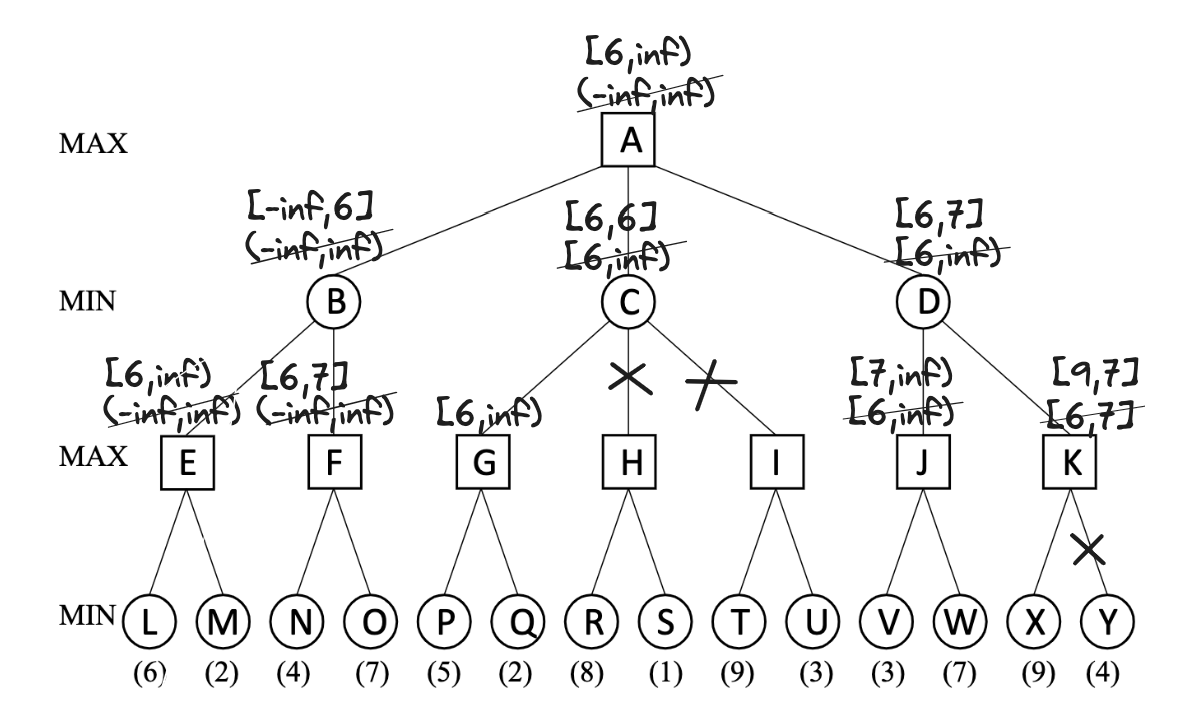 [6,inf)
(-inf,inf)
MAX
A
[-inf,6]
(-inf,inf)
[6,6]
[6,inf)
[6,7]
[6,inf)
MIN
B
C
D
[6,inf)
(-inf,inf)
[6,7]
(-inf,inf)
[6,inf)
[7,inf)
[6,inf)
[9,7]
[6,7]
MAX
E
F
G
H
I
J
K
MIN
L
M
N
O
P
Q
R
S
T
U
V
W
X
Y
(6)
(2)
(4)
(7)
(5)
(2)
(8)
(1)
(9)
(3)
(3)
(7)
(9)
(4)